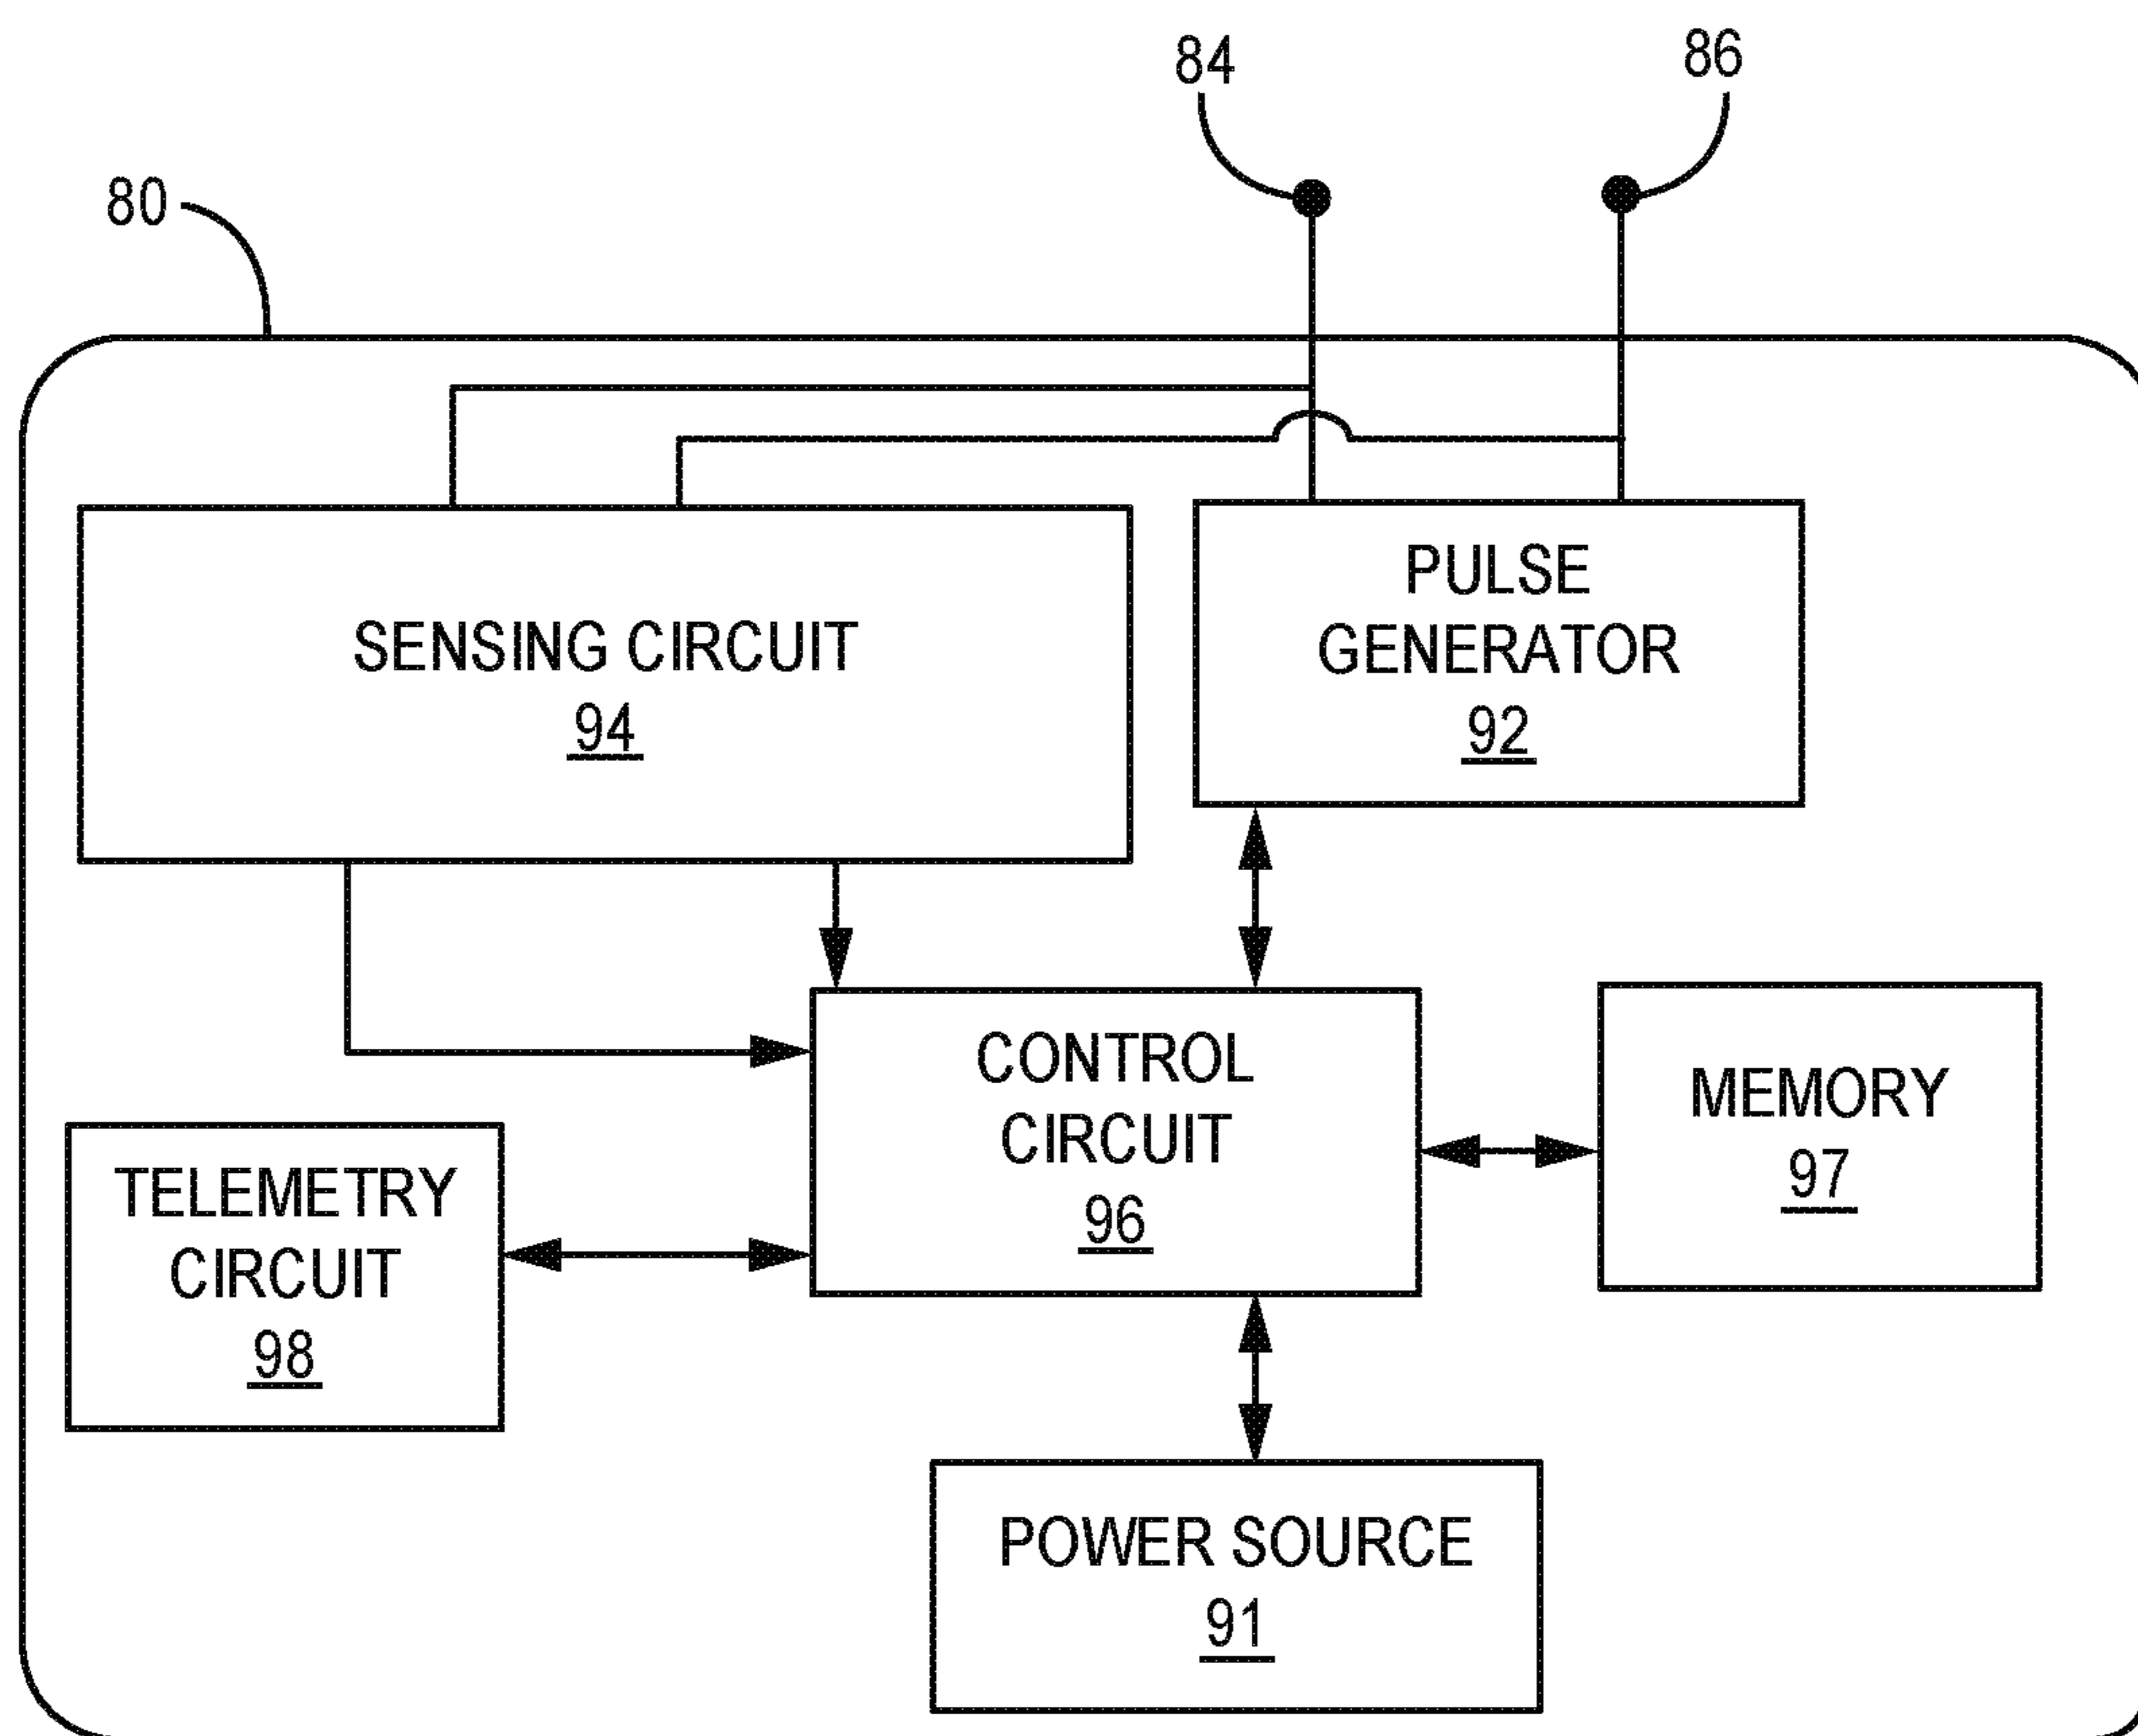 84
86
80
SENSING CIRCUIT
94
PULSE
GENERATOR
92
CONTROL
CIRCUIT
96
MEMORY
97
TELEMETRY
CIRCUIT
98
POWER SOURCE
91